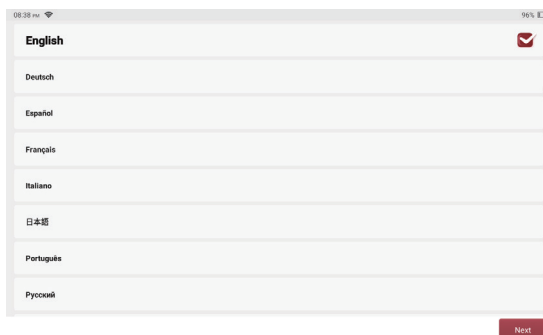 08:38 PM 96%
English
Deutsch
Español
Français
Italiano
日本語
Português
Русский
Next